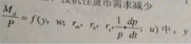 M_d/P = f(y, w; r_m, r_b, r_e, 1/P · dp/dt; u) 中，y